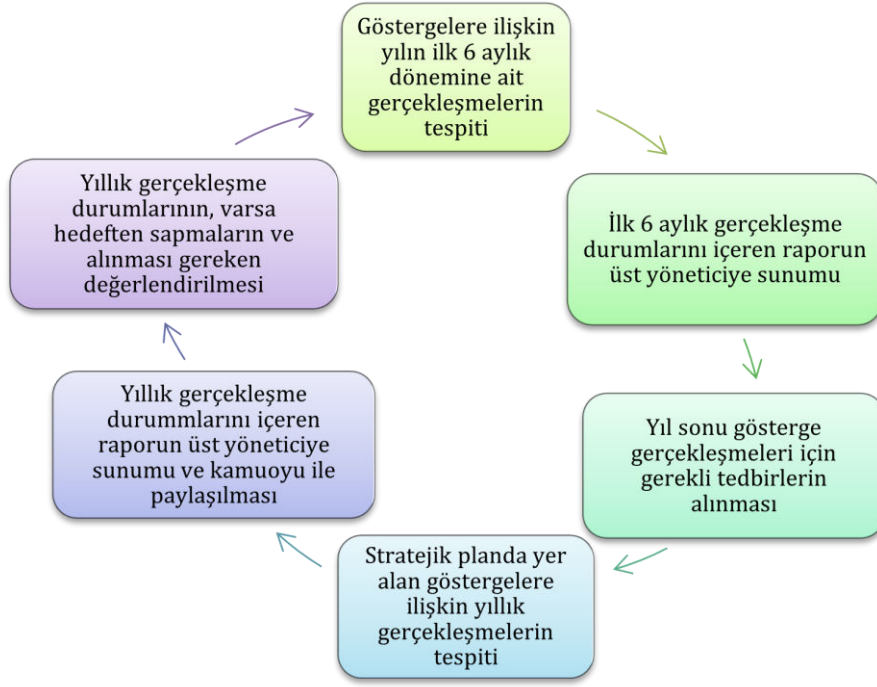 Göstergelere ilişkin
yılın ilk 6 aylık
dönemine ait
gerçekleşmelerin
tespiti
İlk 6 aylık gerçekleşme
durumlarını içeren raporun
üst yöneticiye sunumu
Yıl sonu gösterge
gerçekleşmeleri için
gerekli tedbirlerin
alınması
Stratejik planda yer
alan göstergelere
ilişkin yıllık
gerçekleşmelerin
tespiti
Yıllık gerçekleşme
durummlarını içeren
raporun üst yöneticiye
sunumu ve kamuoyu ile
paylaşılması
Yıllık gerçekleşme
durumlarının, varsa
hedeften sapmaların ve
alınması gereken
değerlendirilmesi